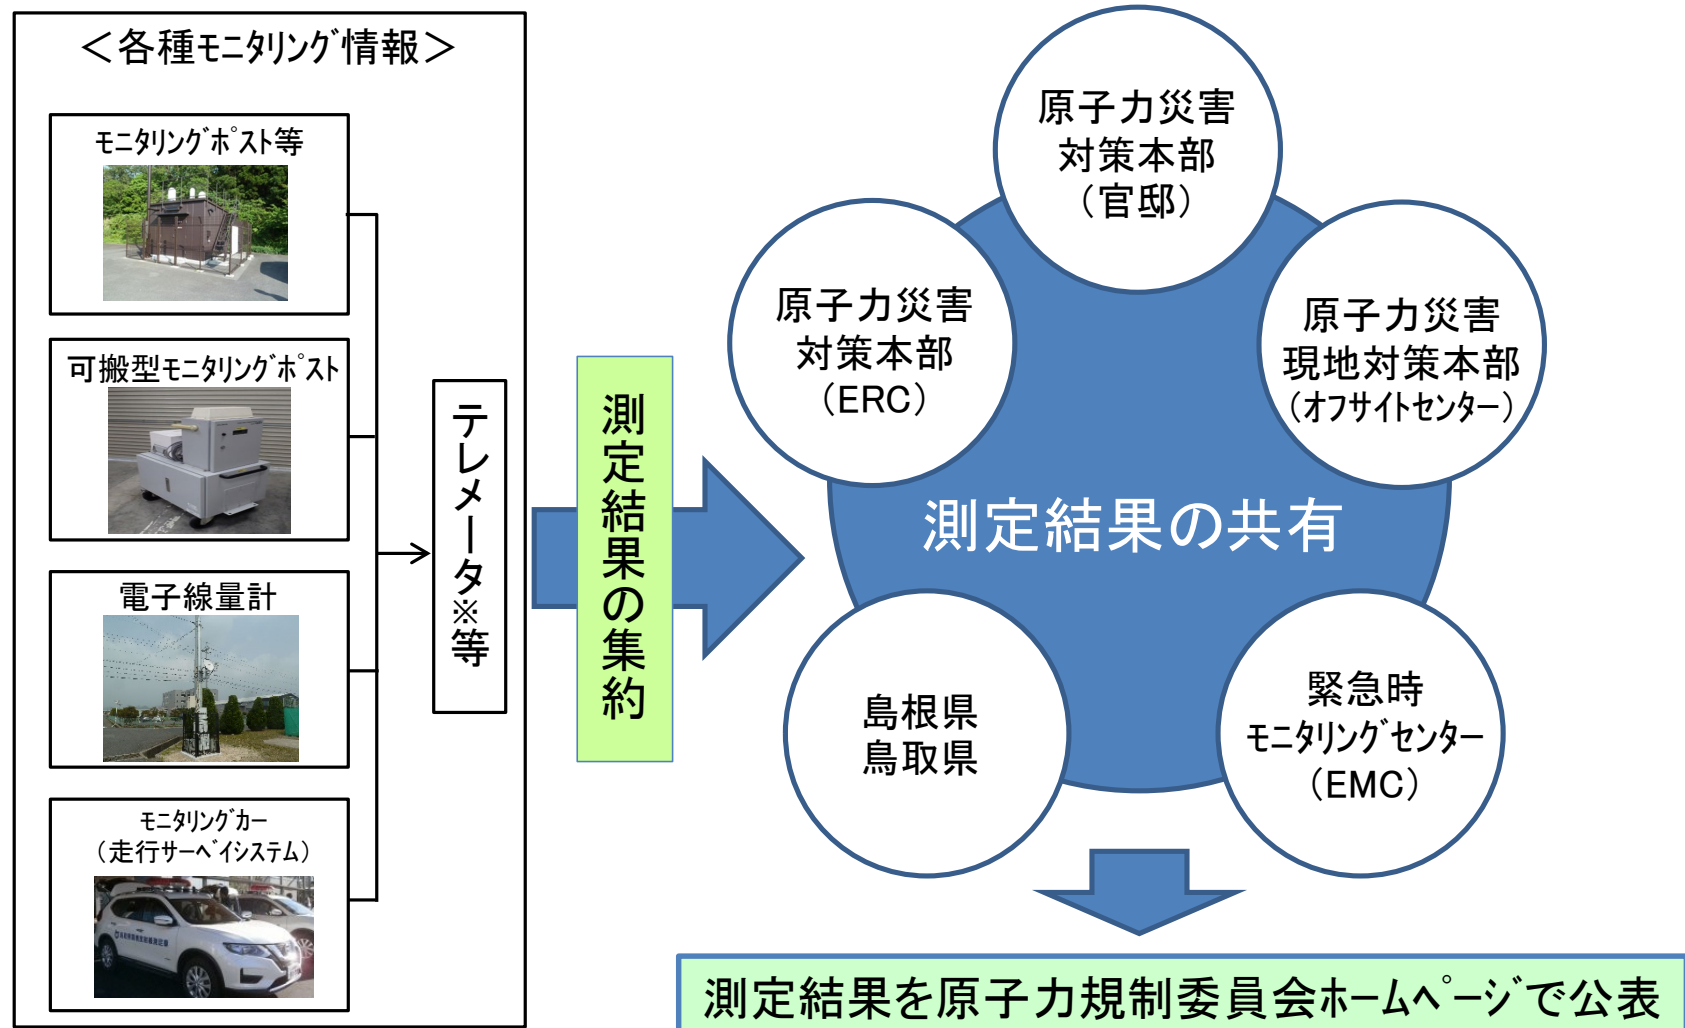 ＜各種ﾓﾆﾀﾘﾝｸﾞ情報＞
ﾓﾆﾀﾘﾝｸﾞﾎﾟｽﾄ等
可搬型ﾓﾆﾀﾘﾝｸﾞﾎﾟｽﾄ
電子線量計
ﾓﾆﾀﾘﾝｸﾞｶｰ
（走行ｻｰﾍﾞｲｼｽﾃﾑ）
テレメータ※等
測定結果の集約
原子力災害
対策本部
（官邸）
原子力災害
対策本部
（ERC）
原子力災害
現地対策本部
（ｵﾌｻｲﾄｾﾝﾀｰ）
測定結果の共有
島根県
鳥取県
緊急時
ﾓﾆﾀﾘﾝｸﾞｾﾝﾀｰ
（EMC）
測定結果を原子力規制委員会ﾎｰﾑﾍﾟｰｼﾞで公表